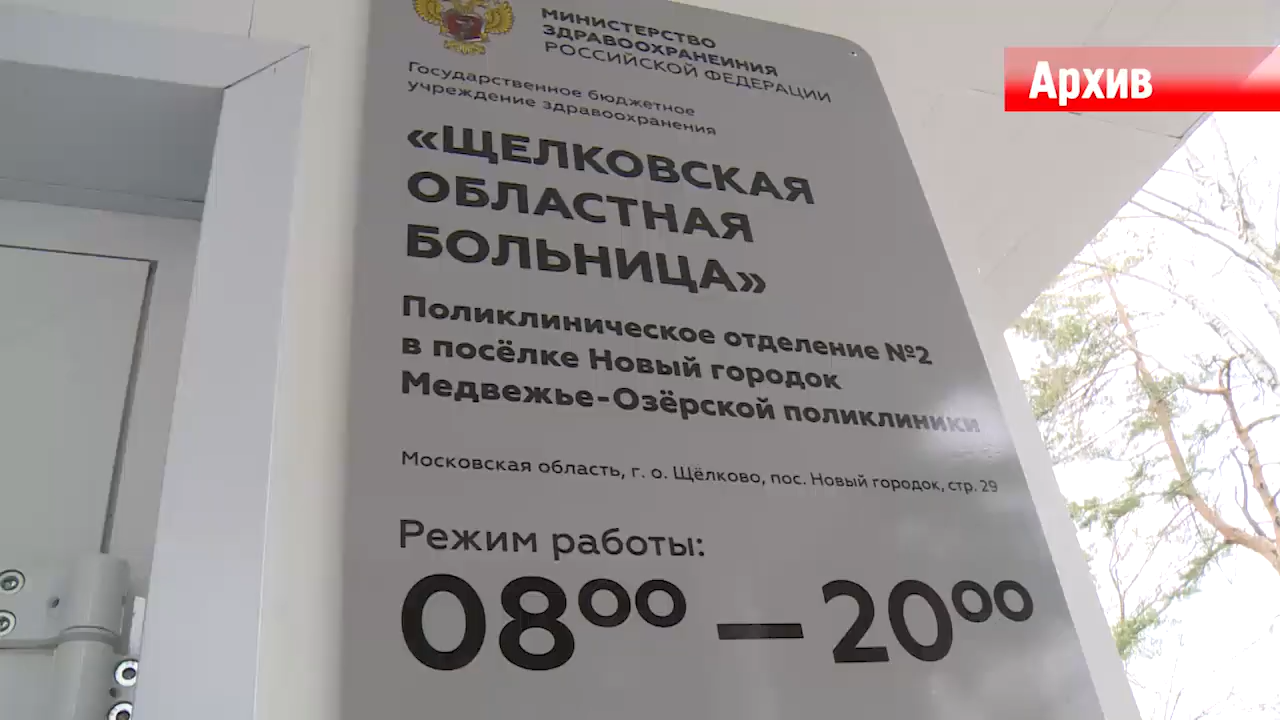 МИНИСТЕРСТВО
ЗДРАВООХРАНЕИНИЯ
РОССИЙСКОЙ ФЕДЕРАЦИИ
Архив
Государственное бюджетное
учреждение здравоохранения
«ЩЕЛКОВСКАЯ
ОБЛАСТНАЯ
БОЛЬНИЦА»
Поликлиническое отделение №2
в посёлке Новый городок
Медвежье-Озёрской поликлиники
Московская область, г. о. Щёлково, пос. Новый городок, стр. 29
Режим работы:
08⁰⁰ — 20⁰⁰